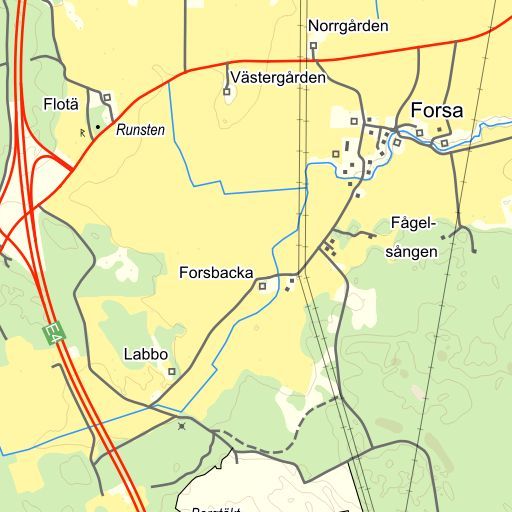 Norrgården
Västergården
Flotä
Forsa
Runsten
Fågel-
sången
Forsbacka
E4
Labbo